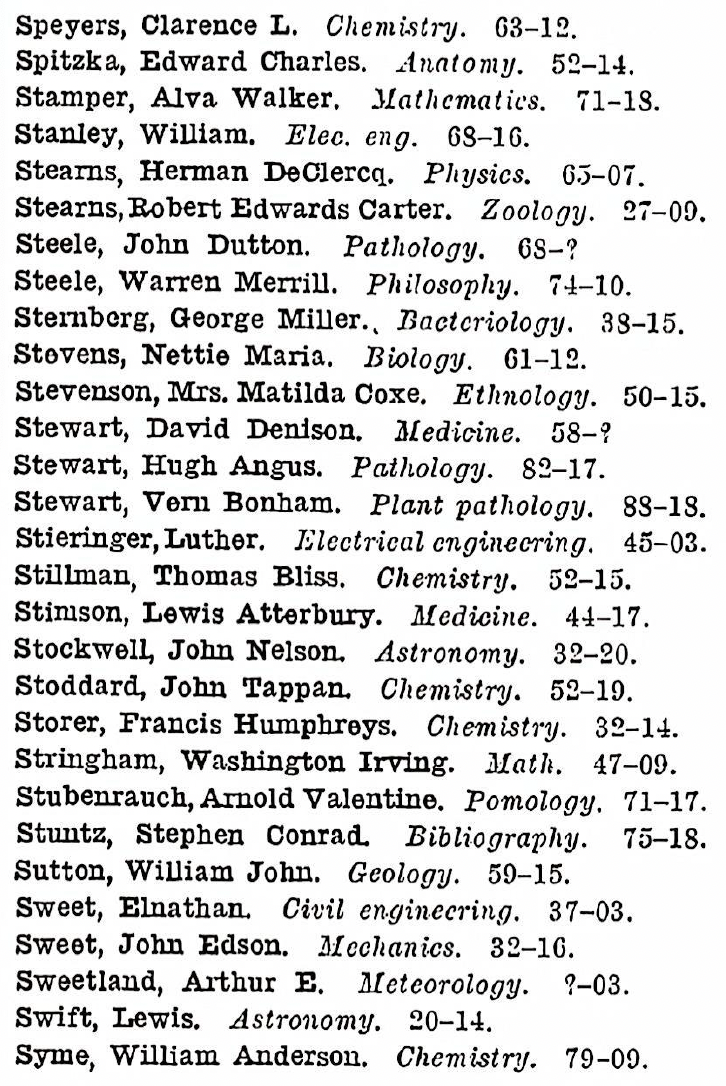 Speyers, Clarence L. Chemistry. 63–12.
Spitzka, Edward Charles. Anatomy. 52–14.
Stamper, Alva Walker. Mathematics. 71–18.
Stanley, William. Elec. eng. 68–16.
Stearns, Herman DeClercq. Physics. 65–07.
Stearns, Robert Edwards Carter. Zoology. 27–09.
Steele, John Dutton. Pathology. 68–?
Steele, Warren Merrill. Philosophy. 74–10.
Sternberg, George Miller. Bacteriology. 38–15.
Stevens, Nettie Maria. Biology. 61–12.
Stevenson, Mrs. Matilda Coxe. Ethnology. 50–15.
Stewart, David Denison. Medicine. 58–?
Stewart, Hugh Angus. Pathology. 82–17.
Stewart, Vern Bonham. Plant pathology. 88–18.
Stieringer, Luther. Electrical engineering. 45–03.
Stillman, Thomas Bliss. Chemistry. 52–15.
Stimson, Lewis Atterbury. Medicine. 44–17.
Stockwell, John Nelson. Astronomy. 32–20.
Stoddard, John Tappan. Chemistry. 52–19.
Storer, Francis Humphreys. Chemistry. 32–14.
Stringham, Washington Irving. Math. 47–09.
Stubenrauch, Arnold Valentine. Pomology. 71–17.
Stuntz, Stephen Conrad. Bibliography. 75–18.
Sutton, William John. Geology. 59–15.
Sweet, Elnathan. Civil engineering. 37–03.
Sweet, John Edson. Mechanics. 32–16.
Sweetland, Arthur E. Meteorology. ?–03.
Swift, Lewis. Astronomy. 20–14.
Syme, William Anderson. Chemistry. 79–09.